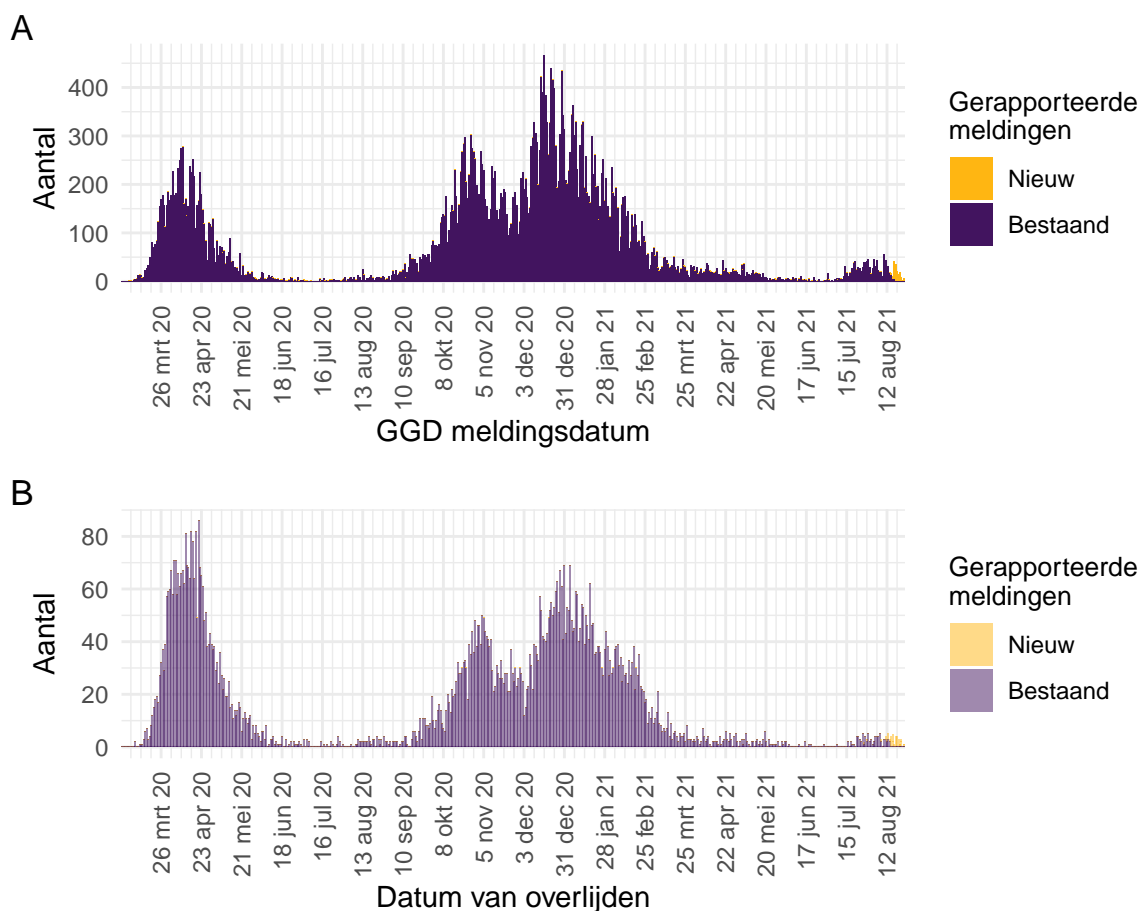 A
Aantal
400
300
200
100
0
26 mrt 20
23 apr 20
21 mei 20
18 jun 20
16 jul 20
13 aug 20
10 sep 20
8 okt 20
5 nov 20
3 dec 20
31 dec 20
28 jan 21
25 feb 21
25 mrt 21
22 apr 21
20 mei 21
17 jun 21
15 jul 21
12 aug 21
GGD meldingsdatum
Gerapporteerde
meldingen
Nieuw
Bestaand
B
Aantal
80
60
40
20
0
26 mrt 20
23 apr 20
21 mei 20
18 jun 20
16 jul 20
13 aug 20
10 sep 20
8 okt 20
5 nov 20
3 dec 20
31 dec 20
28 jan 21
25 feb 21
25 mrt 21
22 apr 21
20 mei 21
17 jun 21
15 jul 21
12 aug 21
Datum van overlijden
Gerapporteerde
meldingen
Nieuw
Bestaand